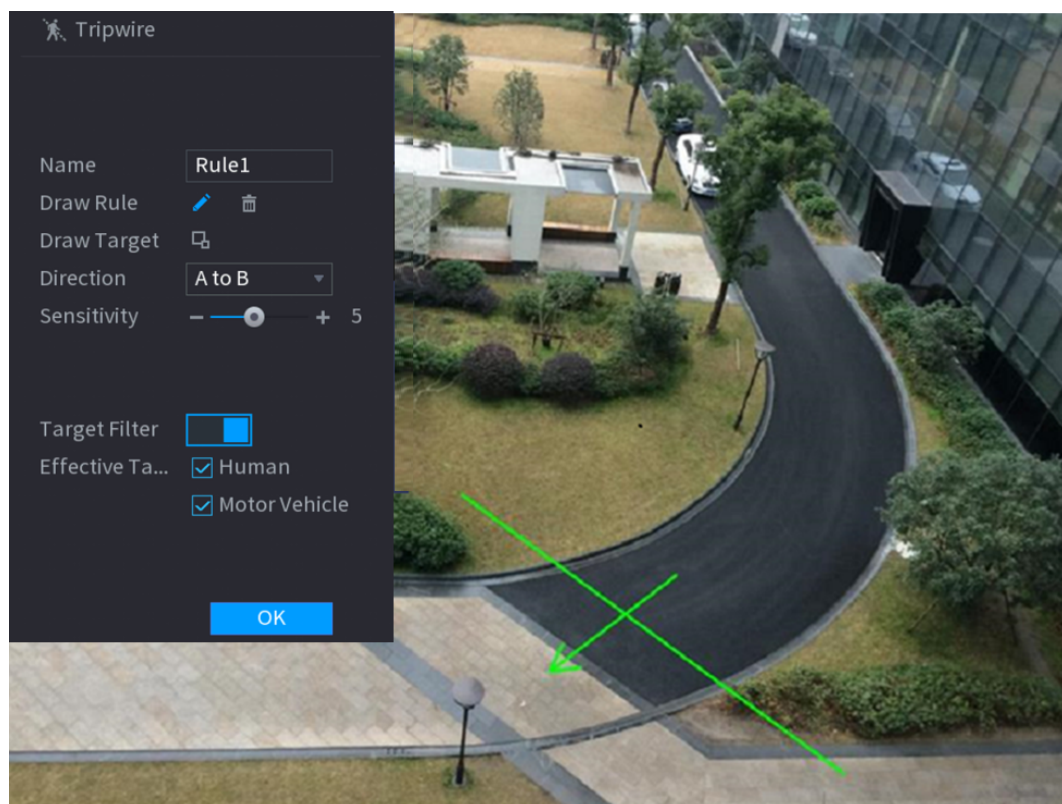 Tripwire
Name Rule1
Draw Rule
Draw Target
Direction A to B
Sensitivity - + 5
Target Filter
Effective Ta... Human
Motor Vehicle
OK